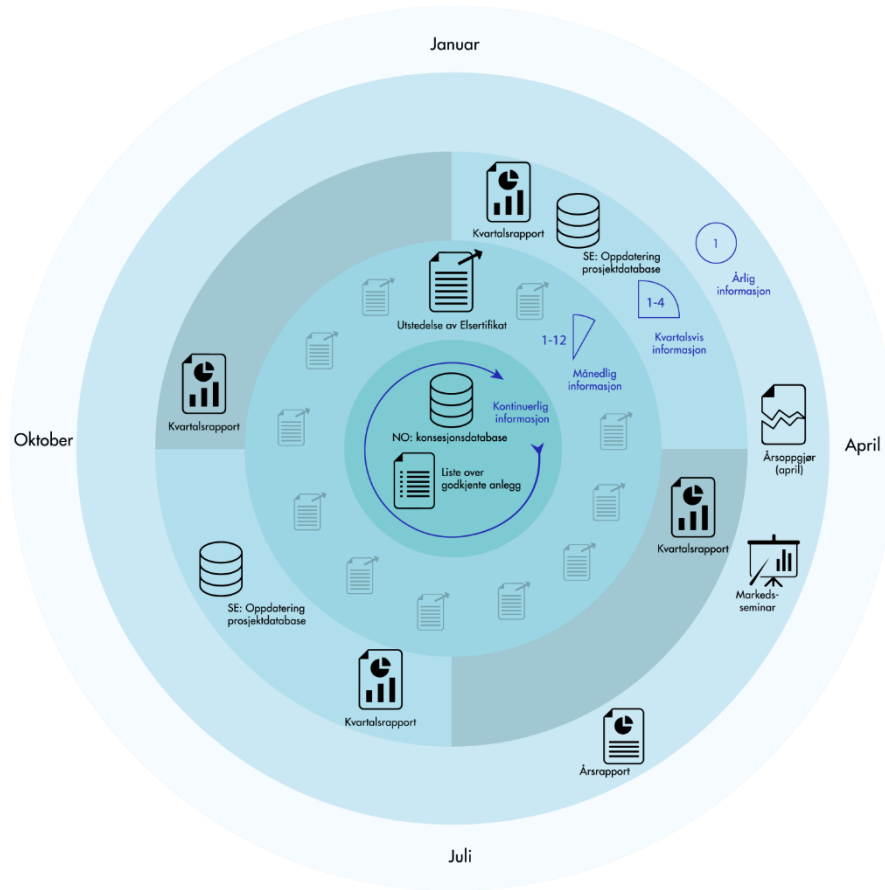 Januar
Kvartalsrapport
SE: Oppdatering
prosjektdatabase
1
Årlig
informasjon
1-4
Kvartalsvis
informasjon
Utstedelse av Elsertifikat
1-12
Månedlig
informasjon
Kvartalsrapport
Kontinuerlig
informasjon
NO: konsesjonsdatabase
Liste over
godkjente anlegg
Oktober
April
Årsoppgjør
(april)
Kvartalsrapport
Markeds-
seminar
SE: Oppdatering
prosjektdatabase
Kvartalsrapport
Årsrapport
Juli